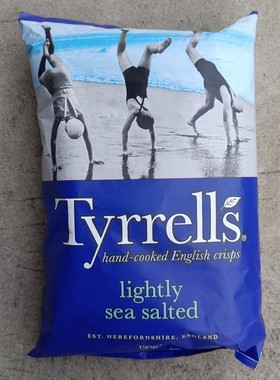 Tyrrells®
hand-cooked English crisps
lightly
sea salted
EST. HEREFORDSHIRE, ENGLAND